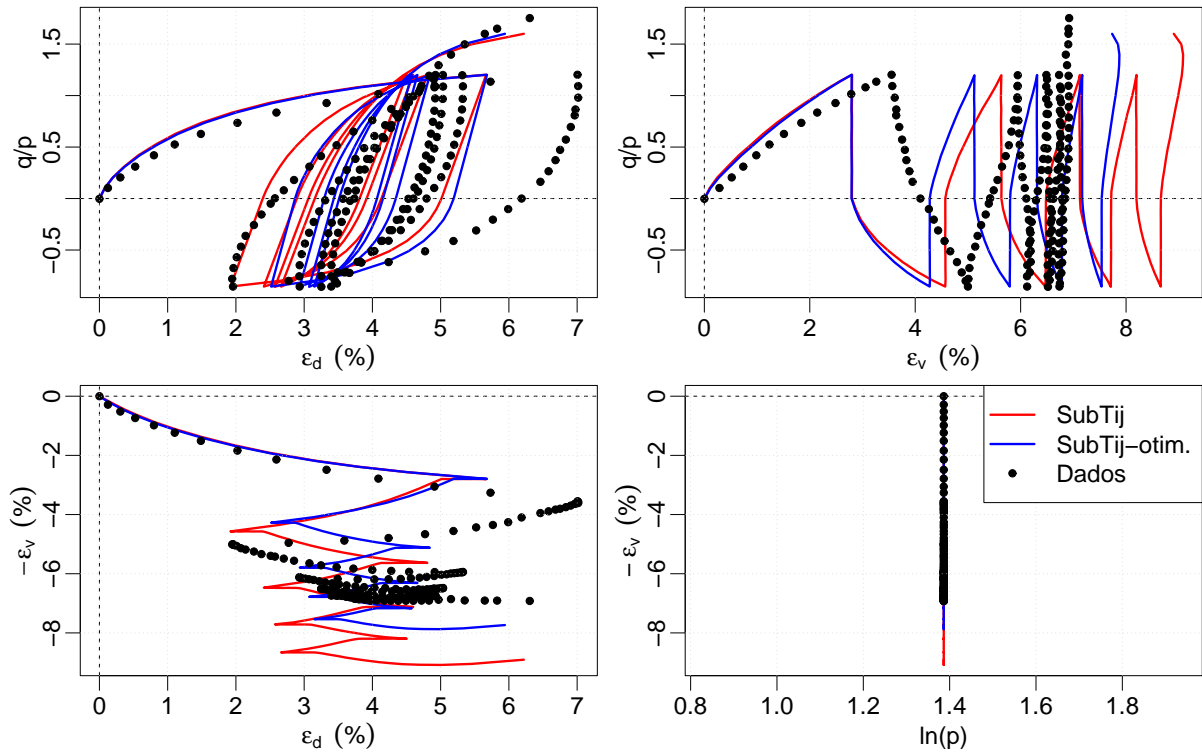 q/p
1.5
0.5
−0.5
0 1 2 3 4 5 6 7
εd (%)
q/p
1.5
0.5
−0.5
0 2 4 6 8
εv (%)
−εv (%)
0
−2
−4
−6
−8
0 1 2 3 4 5 6 7
εd (%)
−εv (%)
0
−2
−4
−6
−8
0.8 1.0 1.2 1.4 1.6 1.8
ln(p)
SubTij
SubTij−otim.
Dados